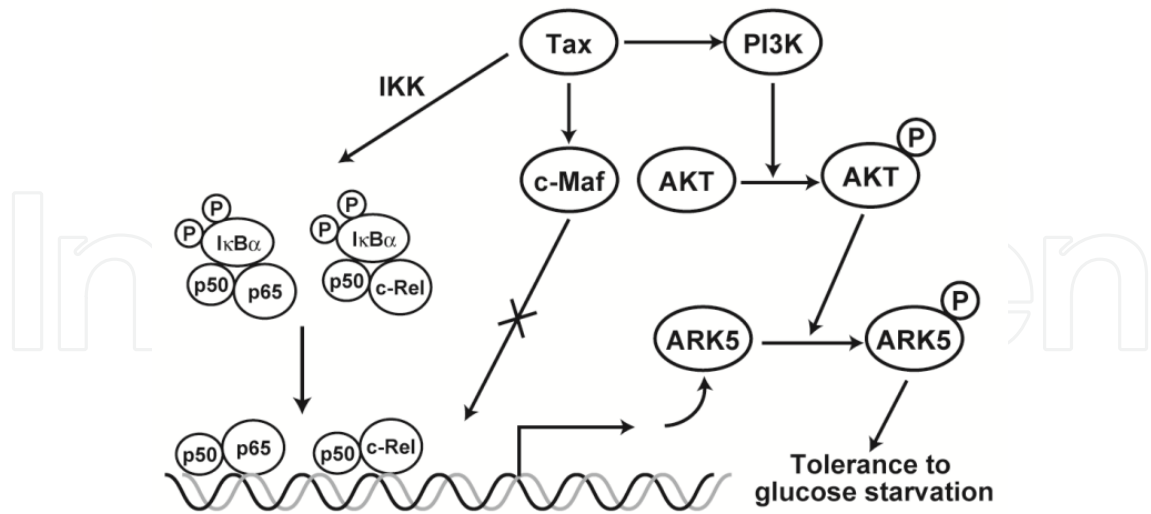 Tax
PI3K
IKK
P
c-Maf
AKT
AKT
P
P
IκBα
p50
p65
P
P
IκBα
p50
c-Rel
P
ARK5
ARK5
p50
p65
p50
c-Rel
Tolerance to
glucose starvation